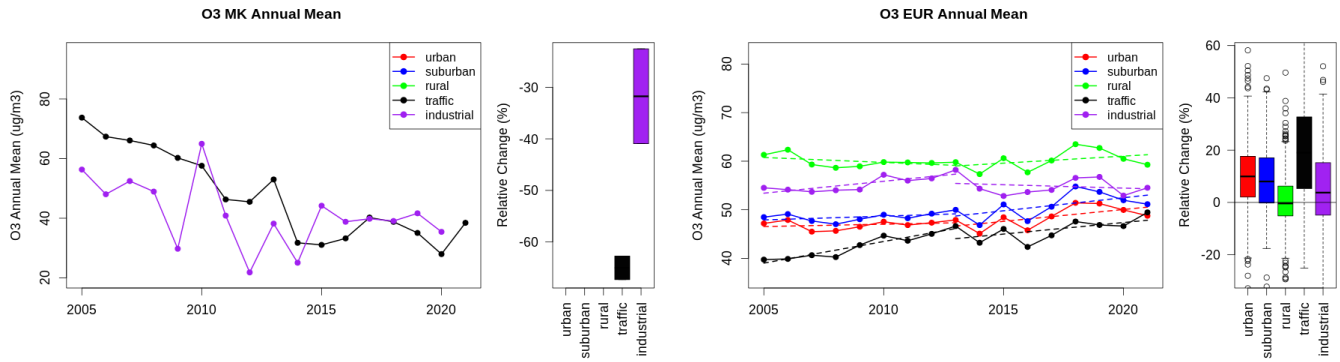 O3 MK Annual Mean
O3 Annual Mean (ug/m3)
20
40
60
80
2005
2010
2015
2020
urban
suburban
rural
traffic
industrial
Relative Change (%)
-30
-40
-50
-60
urban
suburban
rural
traffic
industrial
O3 EUR Annual Mean
O3 Annual Mean (ug/m3)
40
50
60
70
80
2005
2010
2015
2020
urban
suburban
rural
traffic
industrial
Relative Change (%)
60
40
20
0
-20
urban
suburban
rural
traffic
industrial